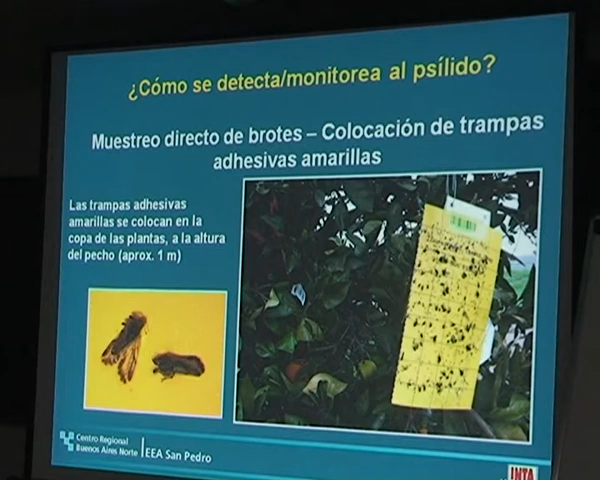 ¿Cómo se detecta/monitorea al psílido?
Muestreo directo de brotes – Colocación de trampas
adhesivas amarillas
Las trampas adhesivas
amarillas se colocan en la
copa de las plantas, a la altura
del pecho (aprox. 1 m)
Centro Regional
Buenos Aires Norte
EEA San Pedro
INTA